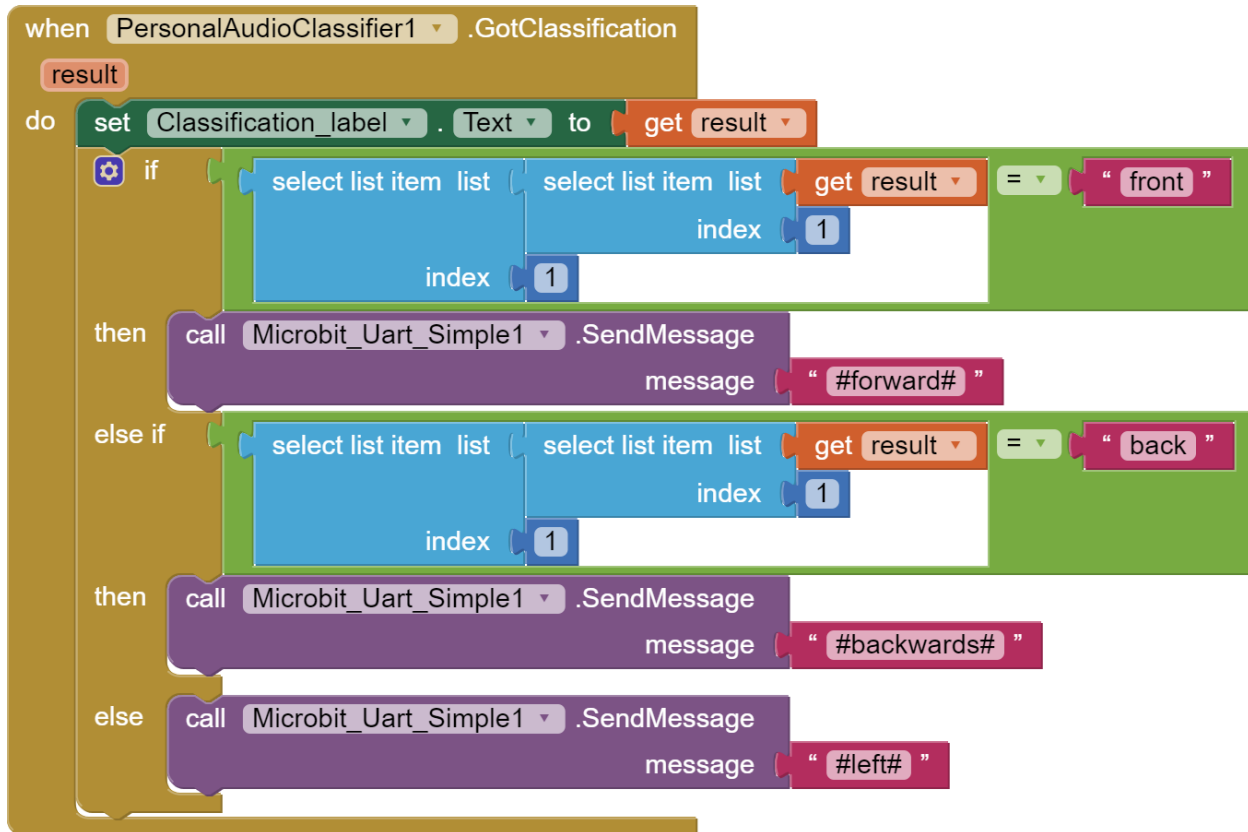 when PersonalAudioClassifier1 .GotClassification
result
do set Classification_label . Text to get result
if select list item list select list item list get result = " front "
index 1
index 1
then call Microbit_Uart_Simple1 .SendMessage
message " #forward# "
else if select list item list select list item list get result = " back "
index 1
index 1
then call Microbit_Uart_Simple1 .SendMessage
message " #backwards# "
else call Microbit_Uart_Simple1 .SendMessage
message " #left# "